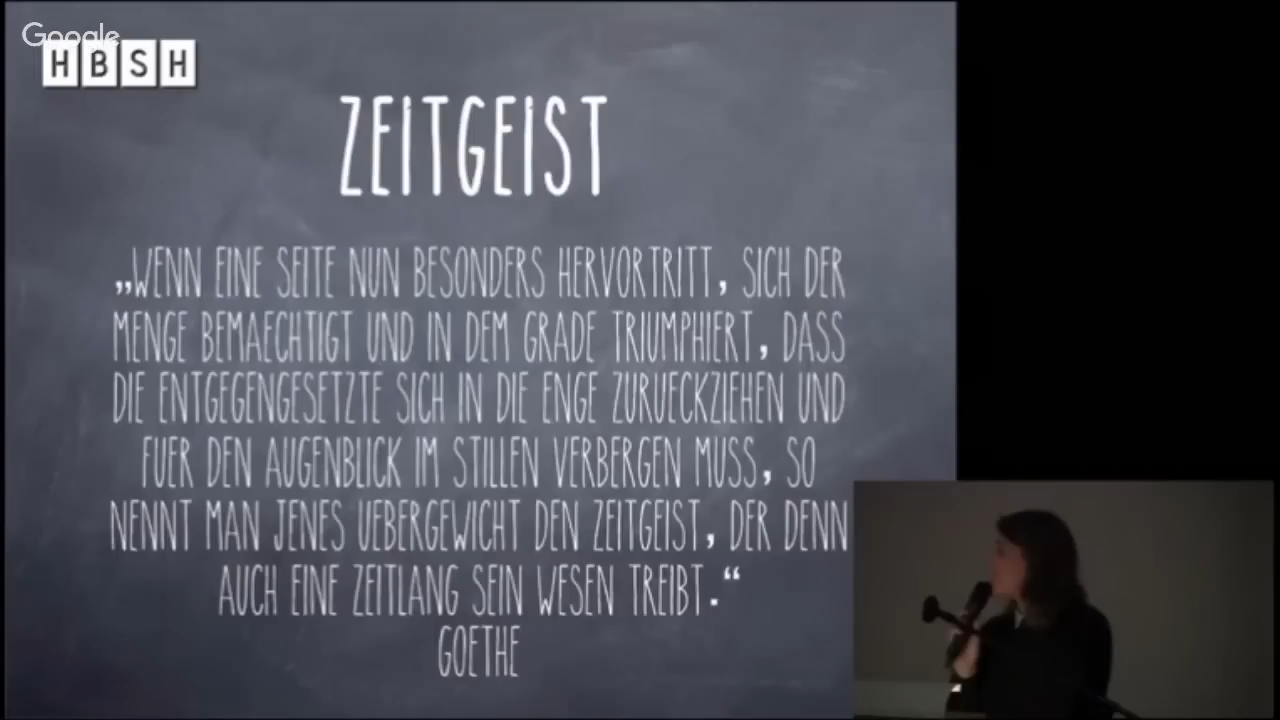 Google
HBSH
ZEITGEIST
„WENN EINE SEITE NUN BESONDERS HERVORTRITT, SICH DER
MENGE BEMAECHTIGT UND IN DEM GRADE TRIUMPHIERT, DASS
DIE ENTGEGENGESETZTE SICH IN DIE ENGE ZURUECKZIEHEN UND
FUER DEN AUGENBLICK IM STILLEN VERBERGEN MUSS, SO
NENNT MAN JENES UEBERGEWICHT DEN ZEITGEIST, DER DENN
AUCH EINE ZEITLANG SEIN WESEN TREIBT.“
GOETHE